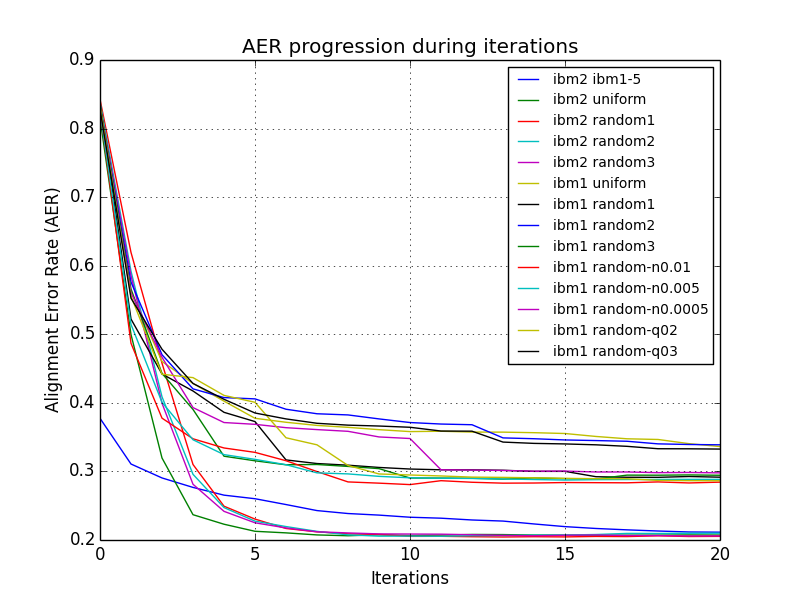 AER progression during iterations
0.9
0.8
0.7
0.6
0.5
0.4
0.3
0.2
Alignment Error Rate (AER)
ibm2 ibm1-5
ibm2 uniform
ibm2 random1
ibm2 random2
ibm2 random3
ibm1 uniform
ibm1 random1
ibm1 random2
ibm1 random3
ibm1 random-n0.01
ibm1 random-n0.005
ibm1 random-n0.0005
ibm1 random-q02
ibm1 random-q03
0 5 10 15 20
Iterations